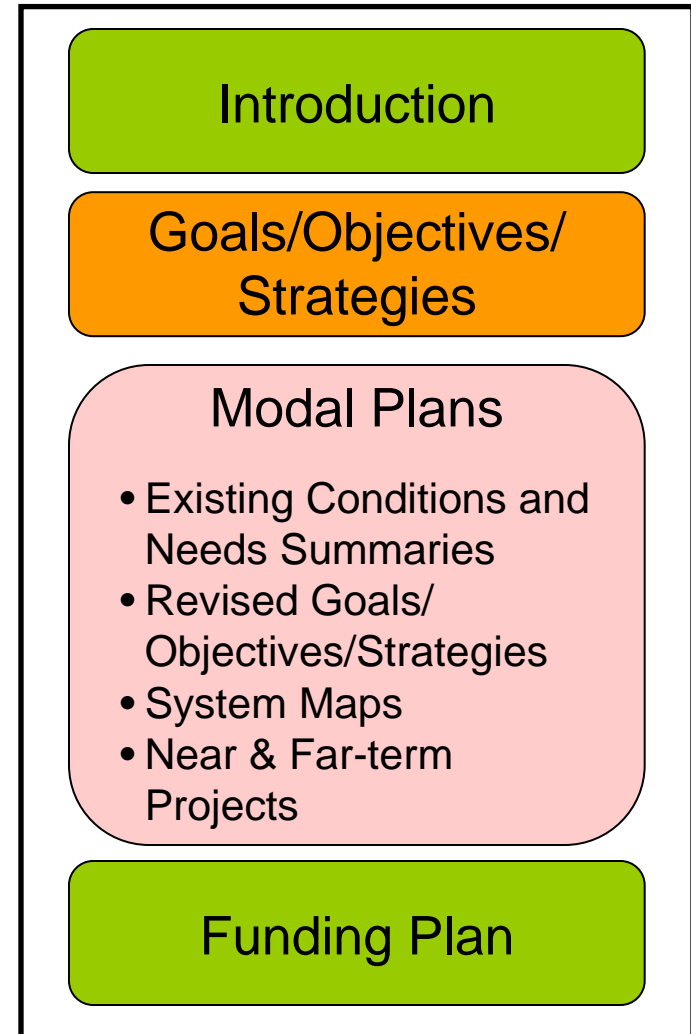 Introduction
Goals/Objectives/
Strategies
Modal Plans
• Existing Conditions and
Needs Summaries
• Revised Goals/
Objectives/Strategies
• System Maps
• Near & Far-term
Projects
Funding Plan